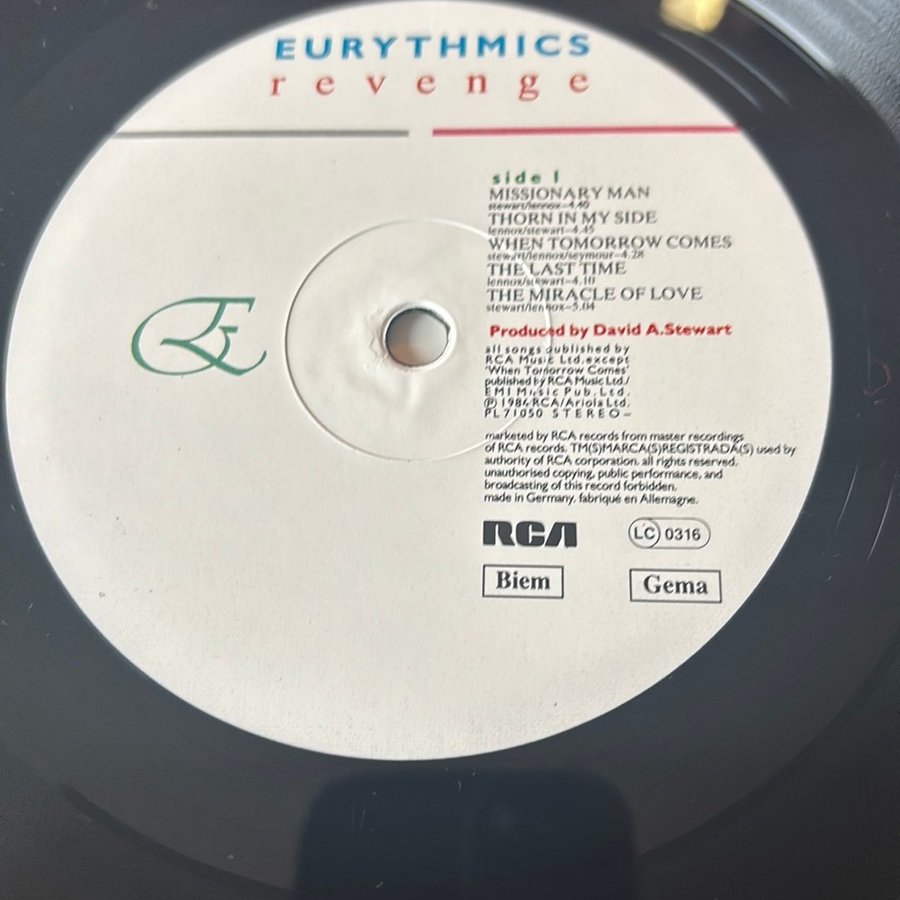 EURYTHMICS
revenge
side 1
MISSIONARY MAN
stewart/lennox–4.40
THORN IN MY SIDE
lennox/stewart–4.45
WHEN TOMORROW COMES
stewart/lennox/seymour–4.28
THE LAST TIME
lennox/stewart–4.10
THE MIRACLE OF LOVE
stewart/lennox–5.04
Produced by David A.Stewart
all songs published by
RCA Music Ltd.except
'When Tomorrow Comes'
published by RCA Music Ltd./
EMI Music Pub.Ltd.
Ⓟ 1986 RCA/Ariola Ltd.
PL 71050 STEREO–
marketed by RCA records from master recordings
of RCA records. TM(S)MARCA(S)REGISTRADA(S) used by
authority of RCA corporation. all rights reserved.
unauthorised copying, public performance, and
broadcasting of this record forbidden.
made in Germany. fabriqué en Allemagne.
RCA
LC 0316
Biem
Gema